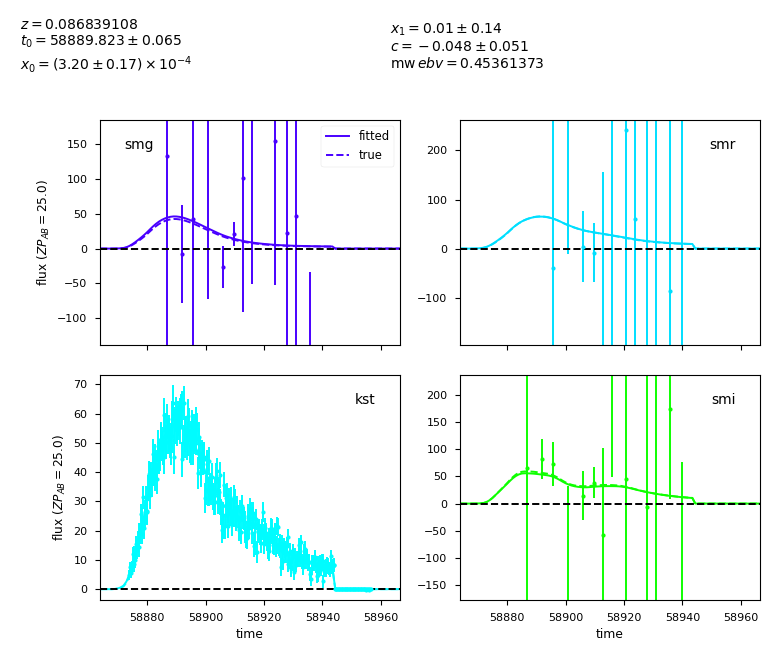 z = 0.086839108
t₀ = 58889.823 ± 0.065
x₀ = (3.20 ± 0.17) × 10⁻⁴
x₁ = 0.01 ± 0.14
c = −0.048 ± 0.051
mw ebv = 0.45361373
smg
fitted
true
150
100
50
0
−50
−100
flux (ZP_AB = 25.0)
smr
200
100
0
−100
kst
70
60
50
40
30
20
10
0
flux (ZP_AB = 25.0)
58880 58900 58920 58940 58960
time
smi
200
150
100
50
0
−50
−100
−150
58880 58900 58920 58940 58960
time